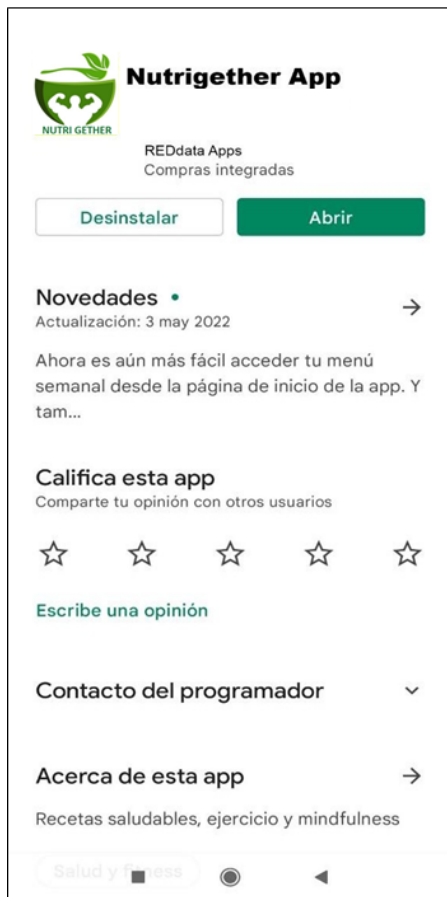 NUTRI GETHER
Nutrigether App
REDdata Apps
Compras integradas
Desinstalar
Abrir
Novedades •
Actualización: 3 may 2022
Ahora es aún más fácil acceder tu menú
semanal desde la página de inicio de la app. Y
tam...
Califica esta app
Comparte tu opinión con otros usuarios
Escribe una opinión
Contacto del programador
Acerca de esta app
Recetas saludables, ejercicio y mindfulness
Salud y fitness